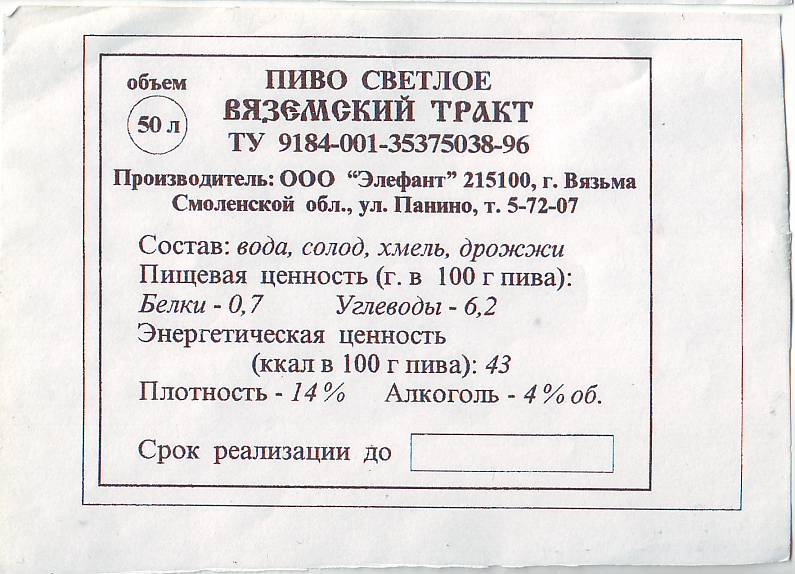 объем
50 л
ПИВО СВЕТЛОЕ
ВЯЗЕМСКИЙ ТРАКТ
ТУ 9184-001-35375038-96
Производитель: ООО “Элефант” 215100, г. Вязьма
Смоленской обл., ул. Панино, т. 5-72-07
Состав: вода, солод, хмель, дрожжи
Пищевая ценность (г. в 100 г пива):
Белки - 0,7 Углеводы - 6,2
Энергетическая ценность
(ккал в 100 г пива): 43
Плотность - 14% Алкоголь - 4% об.
Срок реализации до